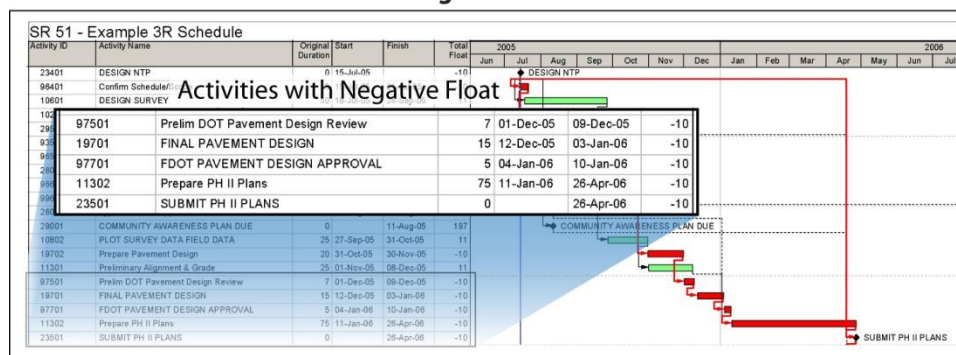 SR 51 - Example 3R Schedule
Activity ID Activity Name Original Duration Start Finish Total Float 2005 2006
Jun Jul Aug Sep Oct Nov Dec Jan Feb Mar Apr May Jun Jul
23401 DESIGN NTP 0 15-Jul-05 -10 DESIGN NTP
96401 Confirm Schedule/
10601 DESIGN SURVEY
Activities with Negative Float
97501 Prelim DOT Pavement Design Review 7 01-Dec-05 09-Dec-05 -10
19701 FINAL PAVEMENT DESIGN 15 12-Dec-05 03-Jan-06 -10
97701 FDOT PAVEMENT DESIGN APPROVAL 5 04-Jan-06 10-Jan-06 -10
11302 Prepare PH II Plans 75 11-Jan-06 26-Apr-06 -10
23501 SUBMIT PH II PLANS 0 26-Apr-06 -10
29001 COMMUNITY AWARENESS PLAN DUE 0 11-Aug-05 197 COMMUNITY AWARENESS PLAN DUE
10802 PLOT SURVEY DATA FIELD DATA 25 27-Sep-05 31-Oct-05 11
19702 Prepare Pavement Design 20 31-Oct-05 30-Nov-05 -10
11301 Preliminary Alignment & Grade 25 01-Nov-05 08-Dec-05 11
97501 Prelim DOT Pavement Design Review 7 01-Dec-05 09-Dec-05 -10
19701 FINAL PAVEMENT DESIGN 15 12-Dec-05 03-Jan-06 -10
97701 FDOT PAVEMENT DESIGN APPROVAL 5 04-Jan-06 10-Jan-06 -10
11302 Prepare PH II Plans 75 11-Jan-06 26-Apr-06 -10
23501 SUBMIT PH II PLANS 0 26-Apr-06 -10 SUBMIT PH II PLANS